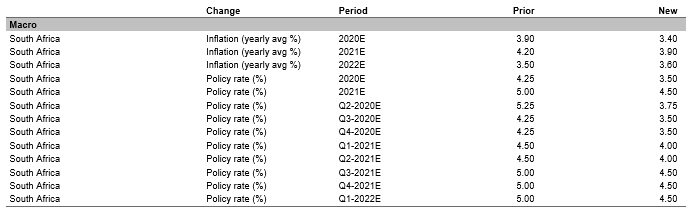 Change Period Prior New
Macro
South Africa Inflation (yearly avg %) 2020E 3.90 3.40
South Africa Inflation (yearly avg %) 2021E 4.20 3.90
South Africa Inflation (yearly avg %) 2022E 3.50 3.60
South Africa Policy rate (%) 2020E 4.25 3.50
South Africa Policy rate (%) 2021E 5.00 4.50
South Africa Policy rate (%) Q2-2020E 5.25 3.75
South Africa Policy rate (%) Q3-2020E 4.25 3.50
South Africa Policy rate (%) Q4-2020E 4.25 3.50
South Africa Policy rate (%) Q1-2021E 4.50 4.00
South Africa Policy rate (%) Q2-2021E 4.50 4.00
South Africa Policy rate (%) Q3-2021E 5.00 4.50
South Africa Policy rate (%) Q4-2021E 5.00 4.50
South Africa Policy rate (%) Q1-2022E 5.00 4.50